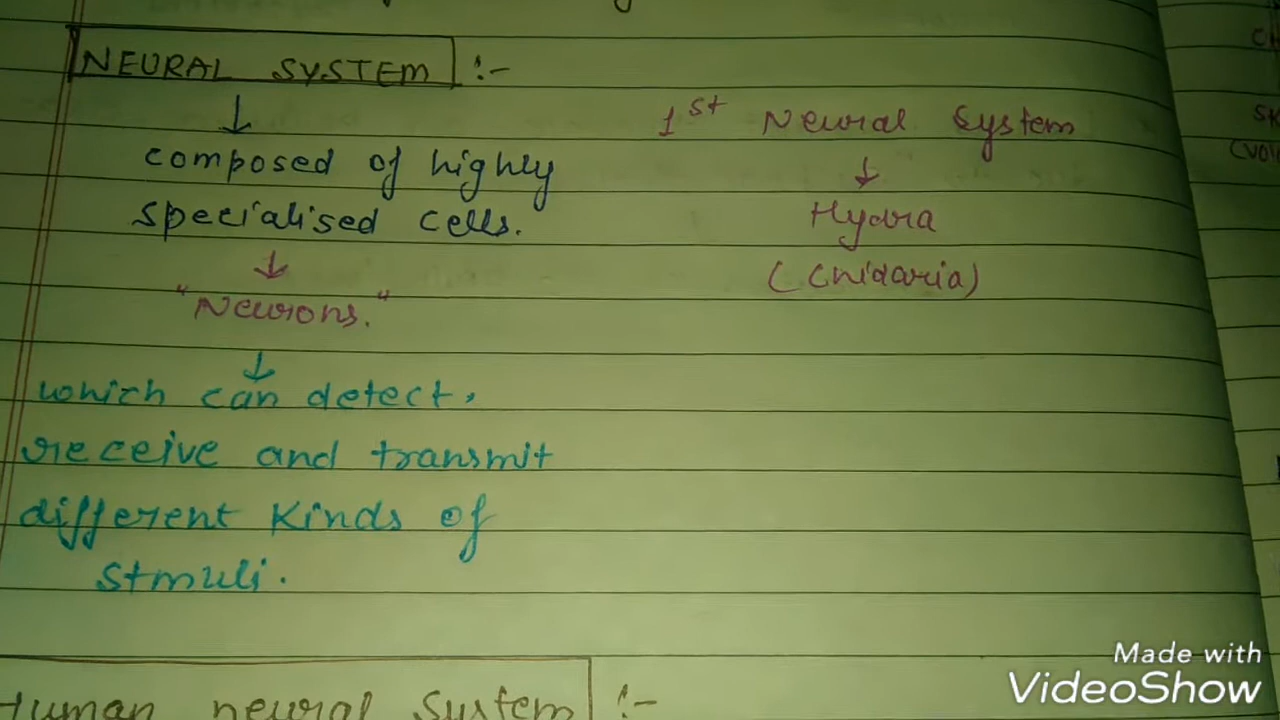 NEURAL SYSTEM :-
↓
composed of highly
specialised cells.
↓
"Neurons."
↓
which can detect,
receive and transmit
different kinds of
stmuli.
1st Neural System
↓
Hydra
(Cnidaria)
Human neural System :-
Made with
VideoShow